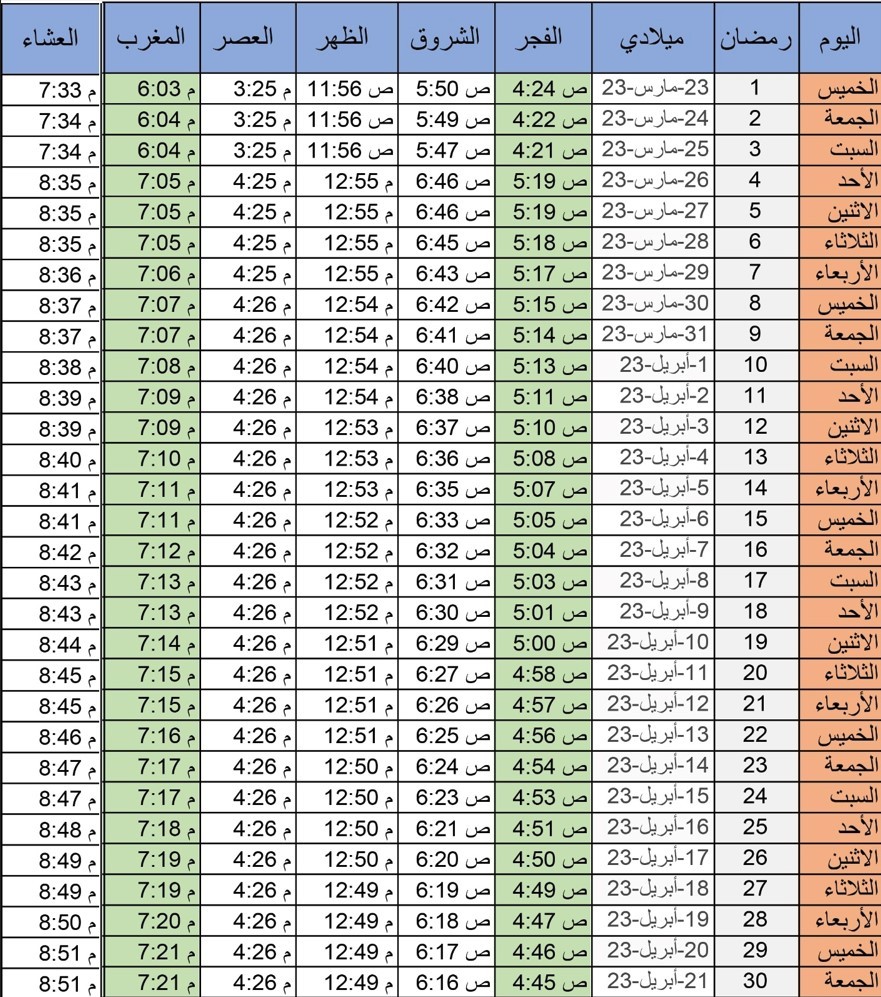 اليوم رمضان ميلادي الفجر الشروق الظهر العصر المغرب العشاء
الخميس 1 23-مارس-23 4:24 ص 5:50 ص 11:56 ص 3:25 م 6:03 م 7:33 م
الجمعة 2 24-مارس-23 4:22 ص 5:49 ص 11:56 ص 3:25 م 6:04 م 7:34 م
السبت 3 25-مارس-23 4:21 ص 5:47 ص 11:56 ص 3:25 م 6:04 م 7:34 م
الأحد 4 26-مارس-23 5:19 ص 6:46 ص 12:55 م 4:25 م 7:05 م 8:35 م
الاثنين 5 27-مارس-23 5:19 ص 6:46 ص 12:55 م 4:25 م 7:05 م 8:35 م
الثلاثاء 6 28-مارس-23 5:18 ص 6:45 ص 12:55 م 4:25 م 7:05 م 8:35 م
الأربعاء 7 29-مارس-23 5:17 ص 6:43 ص 12:55 م 4:25 م 7:06 م 8:36 م
الخميس 8 30-مارس-23 5:15 ص 6:42 ص 12:54 م 4:26 م 7:07 م 8:37 م
الجمعة 9 31-مارس-23 5:14 ص 6:41 ص 12:54 م 4:26 م 7:07 م 8:37 م
السبت 10 1-أبريل-23 5:13 ص 6:40 ص 12:54 م 4:26 م 7:08 م 8:38 م
الأحد 11 2-أبريل-23 5:11 ص 6:38 ص 12:54 م 4:26 م 7:09 م 8:39 م
الاثنين 12 3-أبريل-23 5:10 ص 6:37 ص 12:53 م 4:26 م 7:09 م 8:39 م
الثلاثاء 13 4-أبريل-23 5:08 ص 6:36 ص 12:53 م 4:26 م 7:10 م 8:40 م
الأربعاء 14 5-أبريل-23 5:07 ص 6:35 ص 12:53 م 4:26 م 7:11 م 8:41 م
الخميس 15 6-أبريل-23 5:05 ص 6:33 ص 12:52 م 4:26 م 7:11 م 8:41 م
الجمعة 16 7-أبريل-23 5:04 ص 6:32 ص 12:52 م 4:26 م 7:12 م 8:42 م
السبت 17 8-أبريل-23 5:03 ص 6:31 ص 12:52 م 4:26 م 7:13 م 8:43 م
الأحد 18 9-أبريل-23 5:01 ص 6:30 ص 12:52 م 4:26 م 7:13 م 8:43 م
الاثنين 19 10-أبريل-23 5:00 ص 6:29 ص 12:51 م 4:26 م 7:14 م 8:44 م
الثلاثاء 20 11-أبريل-23 4:58 ص 6:27 ص 12:51 م 4:26 م 7:15 م 8:45 م
الأربعاء 21 12-أبريل-23 4:57 ص 6:26 ص 12:51 م 4:26 م 7:15 م 8:45 م
الخميس 22 13-أبريل-23 4:56 ص 6:25 ص 12:51 م 4:26 م 7:16 م 8:46 م
الجمعة 23 14-أبريل-23 4:54 ص 6:24 ص 12:50 م 4:26 م 7:17 م 8:47 م
السبت 24 15-أبريل-23 4:53 ص 6:23 ص 12:50 م 4:26 م 7:17 م 8:47 م
الأحد 25 16-أبريل-23 4:51 ص 6:21 ص 12:50 م 4:26 م 7:18 م 8:48 م
الاثنين 26 17-أبريل-23 4:50 ص 6:20 ص 12:50 م 4:26 م 7:19 م 8:49 م
الثلاثاء 27 18-أبريل-23 4:49 ص 6:19 ص 12:49 م 4:26 م 7:19 م 8:49 م
الأربعاء 28 19-أبريل-23 4:47 ص 6:18 ص 12:49 م 4:26 م 7:20 م 8:50 م
الخميس 29 20-أبريل-23 4:46 ص 6:17 ص 12:49 م 4:26 م 7:21 م 8:51 م
الجمعة 30 21-أبريل-23 4:45 ص 6:16 ص 12:49 م 4:26 م 7:21 م 8:51 م